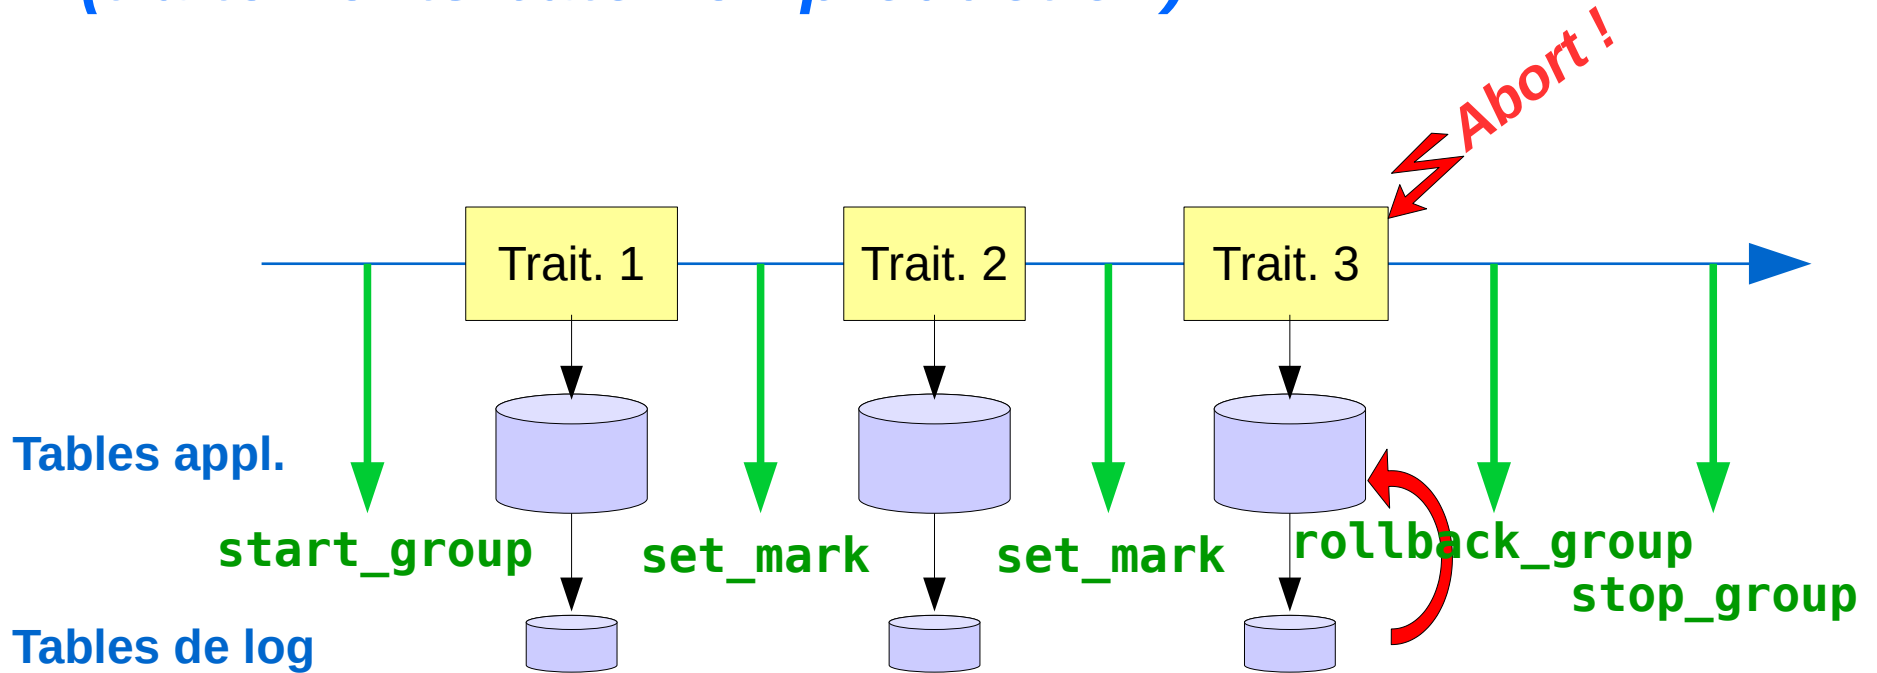 Abort !
Trait. 1 Trait. 2 Trait. 3
Tables appl.
start_group set_mark set_mark rollback_group
stop_group
Tables de log